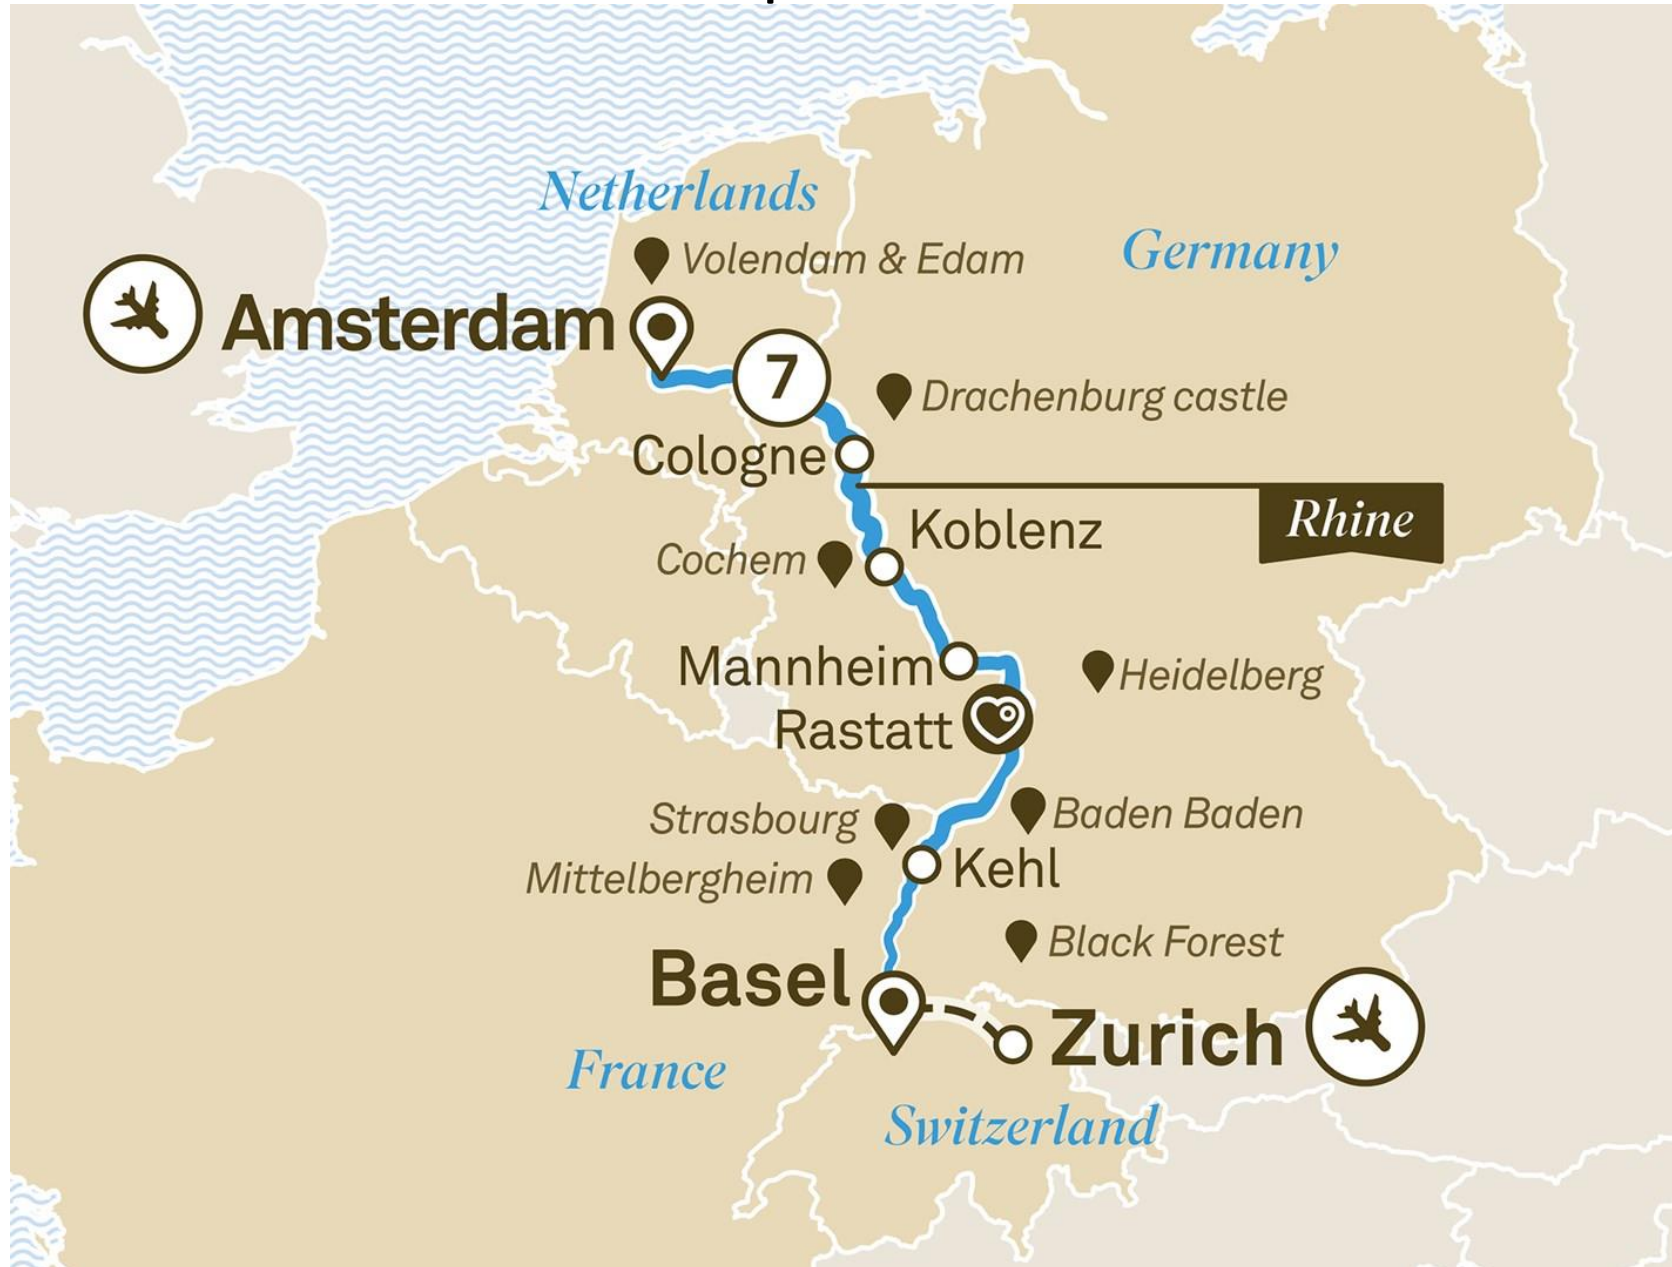 Netherlands
Germany
Volendam & Edam
Amsterdam
7
Drachenburg castle
Cologne
Rhine
Koblenz
Cochem
Mannheim
Heidelberg
Rastatt
Strasbourg
Baden Baden
Mittelbergheim
Kehl
Black Forest
Basel
Zurich
France
Switzerland